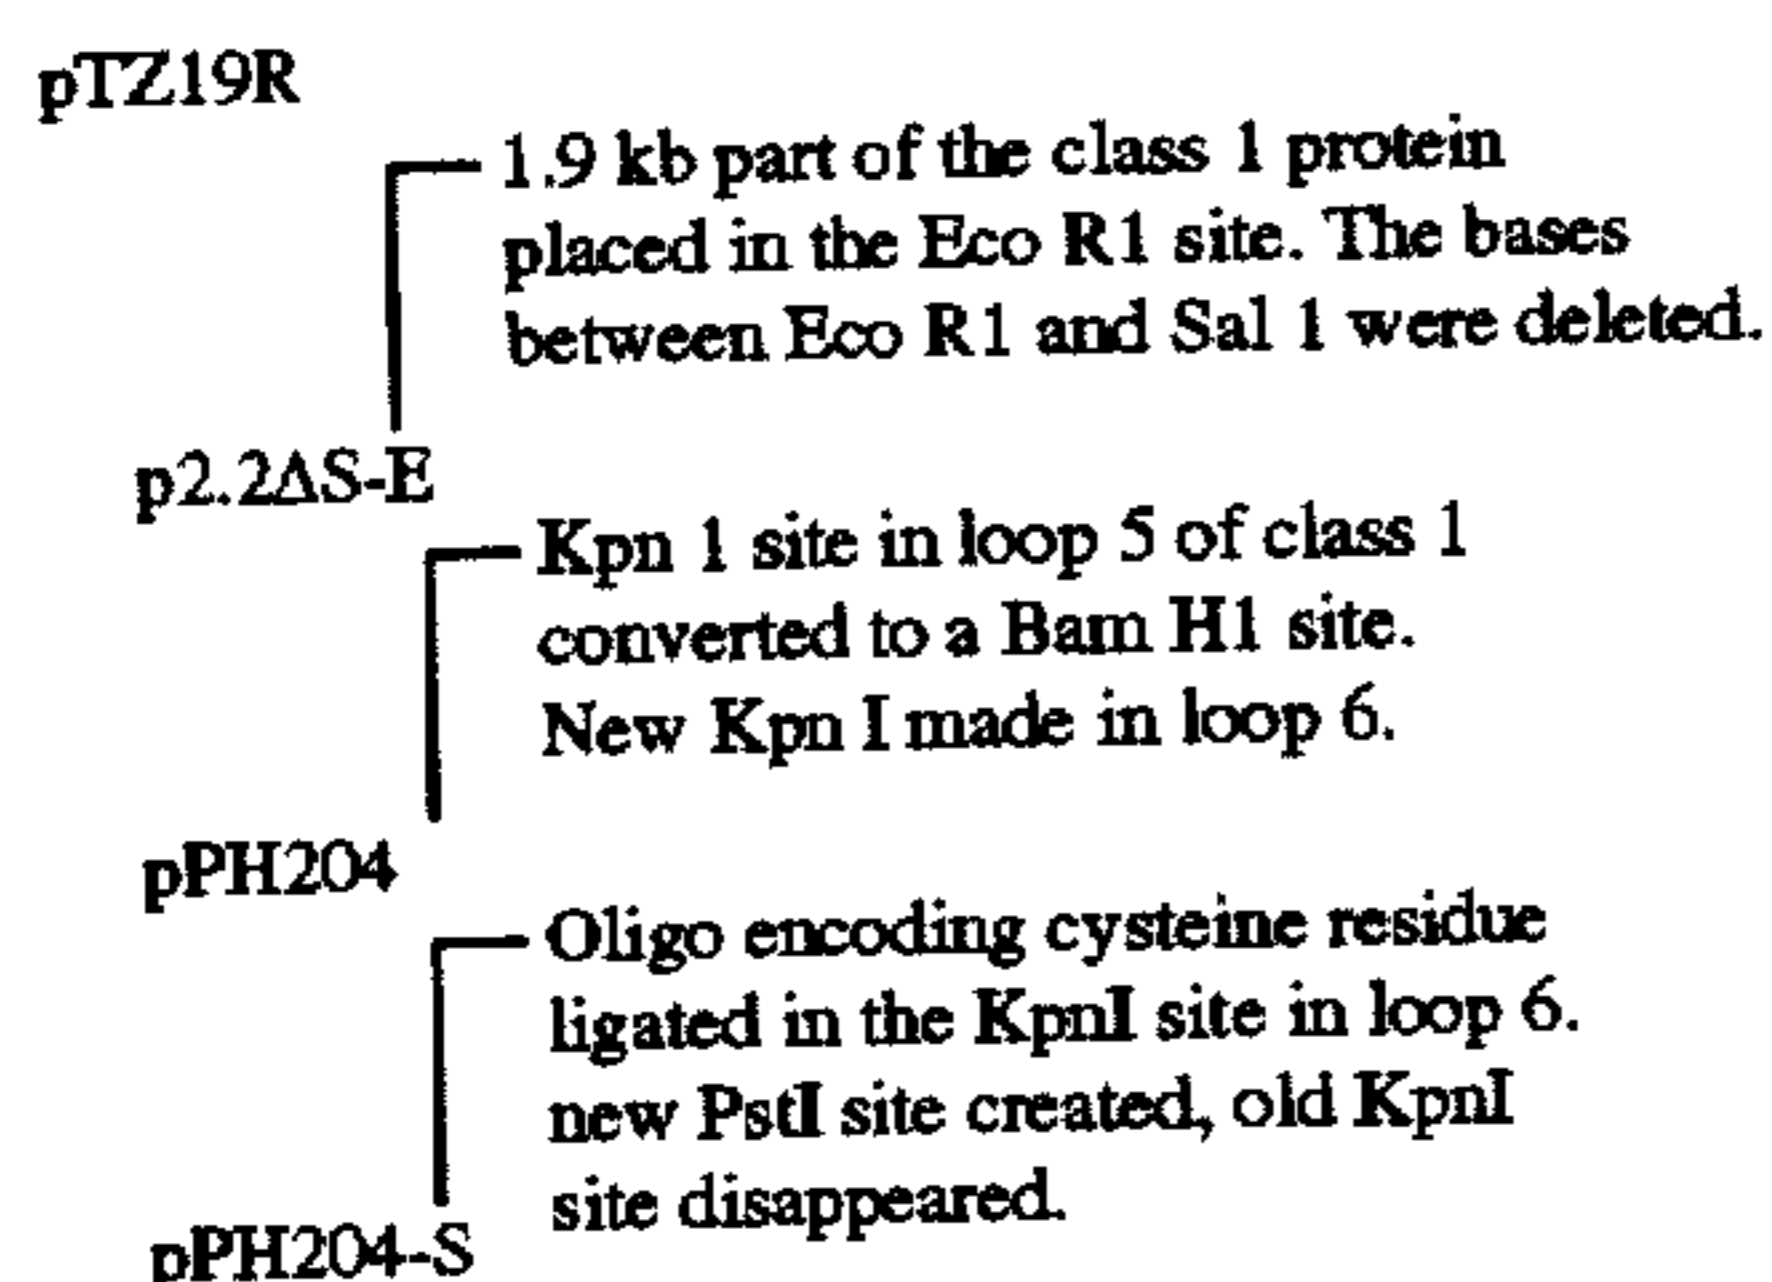 pTZ19R
1.9 kb part of the class 1 protein
placed in the Eco R1 site. The bases
between Eco R1 and Sal 1 were deleted.
p2.2ΔS-E
Kpn 1 site in loop 5 of class 1
converted to a Bam H1 site.
New Kpn I made in loop 6.
pPH204
Oligo encoding cysteine residue
ligated in the KpnI site in loop 6.
new PstI site created, old KpnI
site disappeared.
pPH204-S